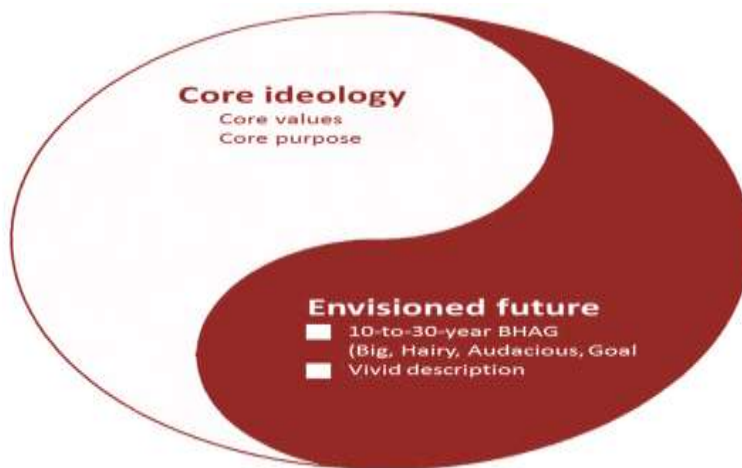 Core ideology
Core values
Core purpose
Envisioned future
10-to-30-year BHAG
(Big, Hairy, Audacious, Goal
Vivid description